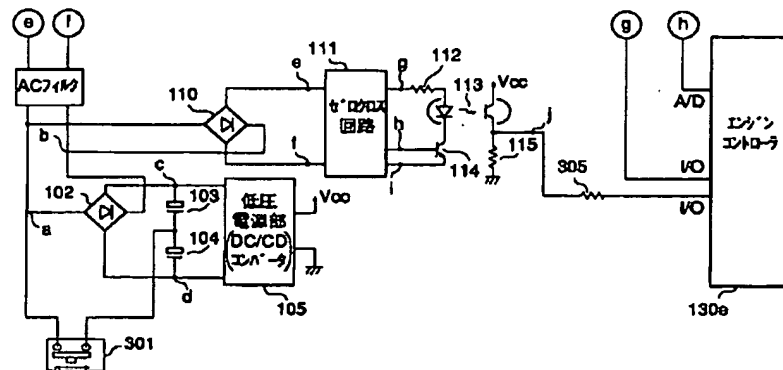 e
f
g
h
ACフィルタ
111
e
g
112
110
113
Vcc
A/D
b
ゼロクロス
回路
j
エンジン
コントローラ
h
f
i
114
115
I/O
305
I/O
c
102
103
低圧
電源部
(DC/CD
コンバータ)
Vcc
a
104
d
105
130e
301